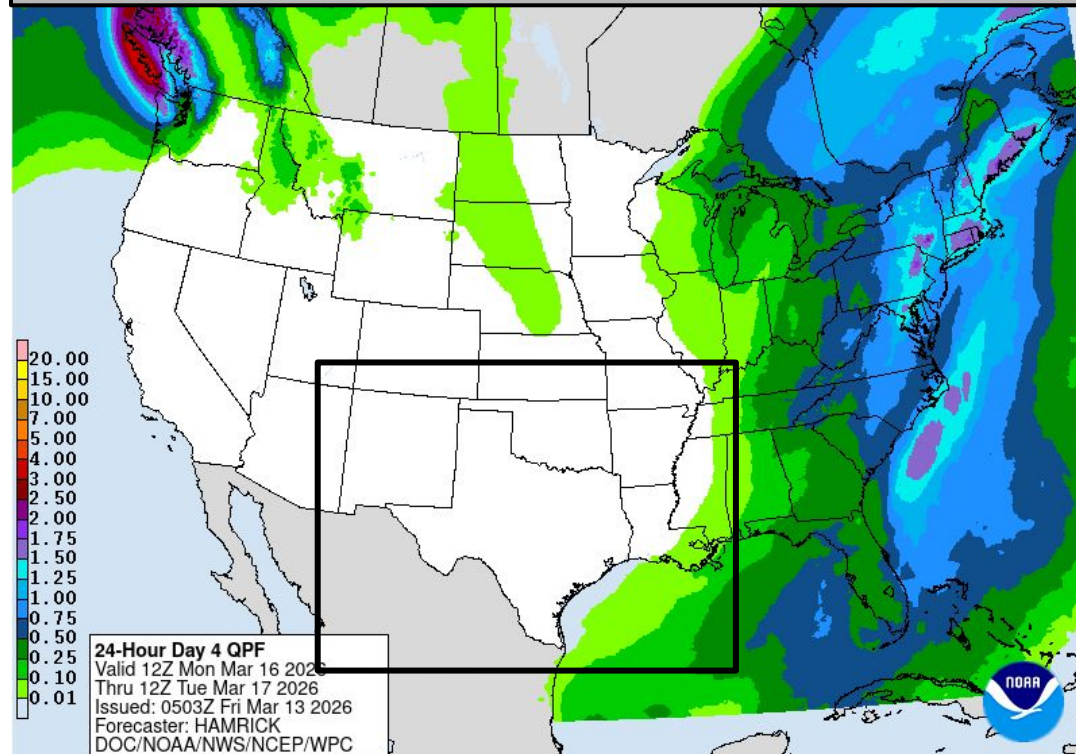 20.00
15.00
10.00
7.00
5.00
4.00
3.00
2.50
2.00
1.75
1.50
1.25
1.00
0.75
0.50
0.25
0.10
0.01
24-Hour Day 4 QPF
Valid 12Z Mon Mar 16 2026
Thru 12Z Tue Mar 17 2026
Issued: 0503Z Fri Mar 13 2026
Forecaster: HAMRICK
DOC/NOAA/NWS/NCEP/WPC
NOAA